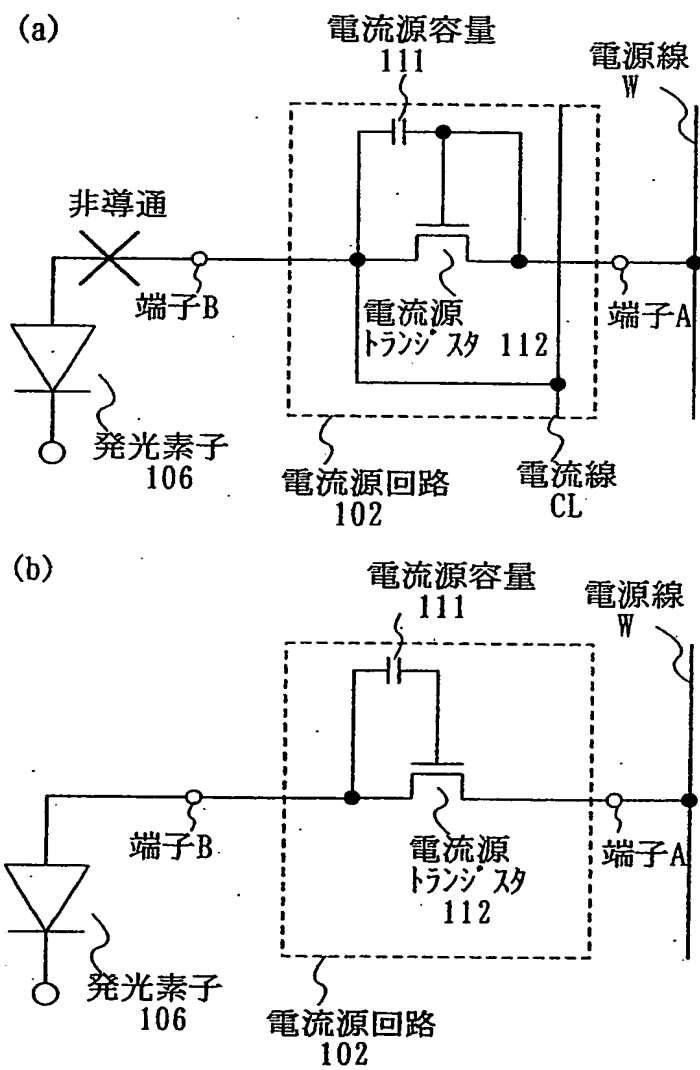 (a)
電流源容量
111
電源線
W
非導通
端子B
電流源
トランジスタ 112
端子A
発光素子
106
電流源回路
102
電流線
CL
(b)
電流源容量
111
電源線
W
端子B
電流源
トランジスタ
112
端子A
発光素子
106
電流源回路
102